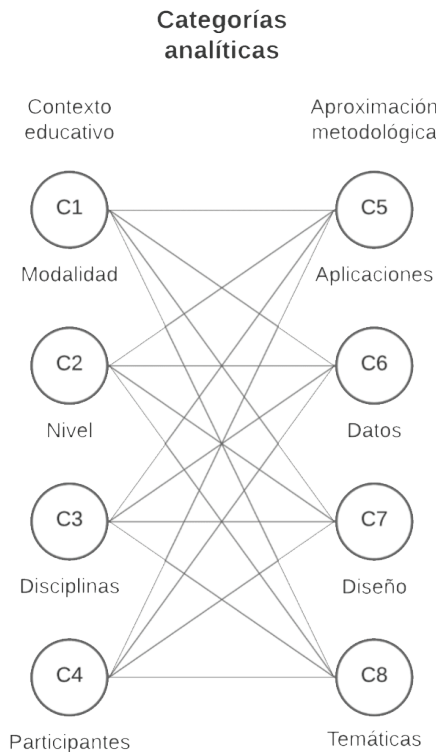 Categorías
analíticas
Contexto
educativo
Aproximación
metodológica
C1
C5
Modalidad
Aplicaciones
C2
C6
Nivel
Datos
C3
C7
Disciplinas
Diseño
C4
C8
Participantes
Temáticas